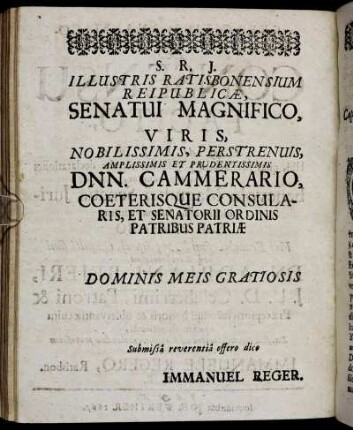 S. R. J.
ILLUSTRIS RATISBONENSIUM
REIPUBLICÆ,
SENATUI MAGNIFICO,
VIRIS,
NOBILISSIMIS, PERSTRENUIS,
AMPLISSIMIS ET PRUDENTISSIMIS
DNN. CAMMERARIO,
COETERISQUE CONSULA-
RIS, ET SENATORII ORDINIS
PATRIBUS PATRIÆ
DOMINIS MEIS GRATIOSIS
Submissâ reverentiâ offero dico
IMMANUEL REGER.